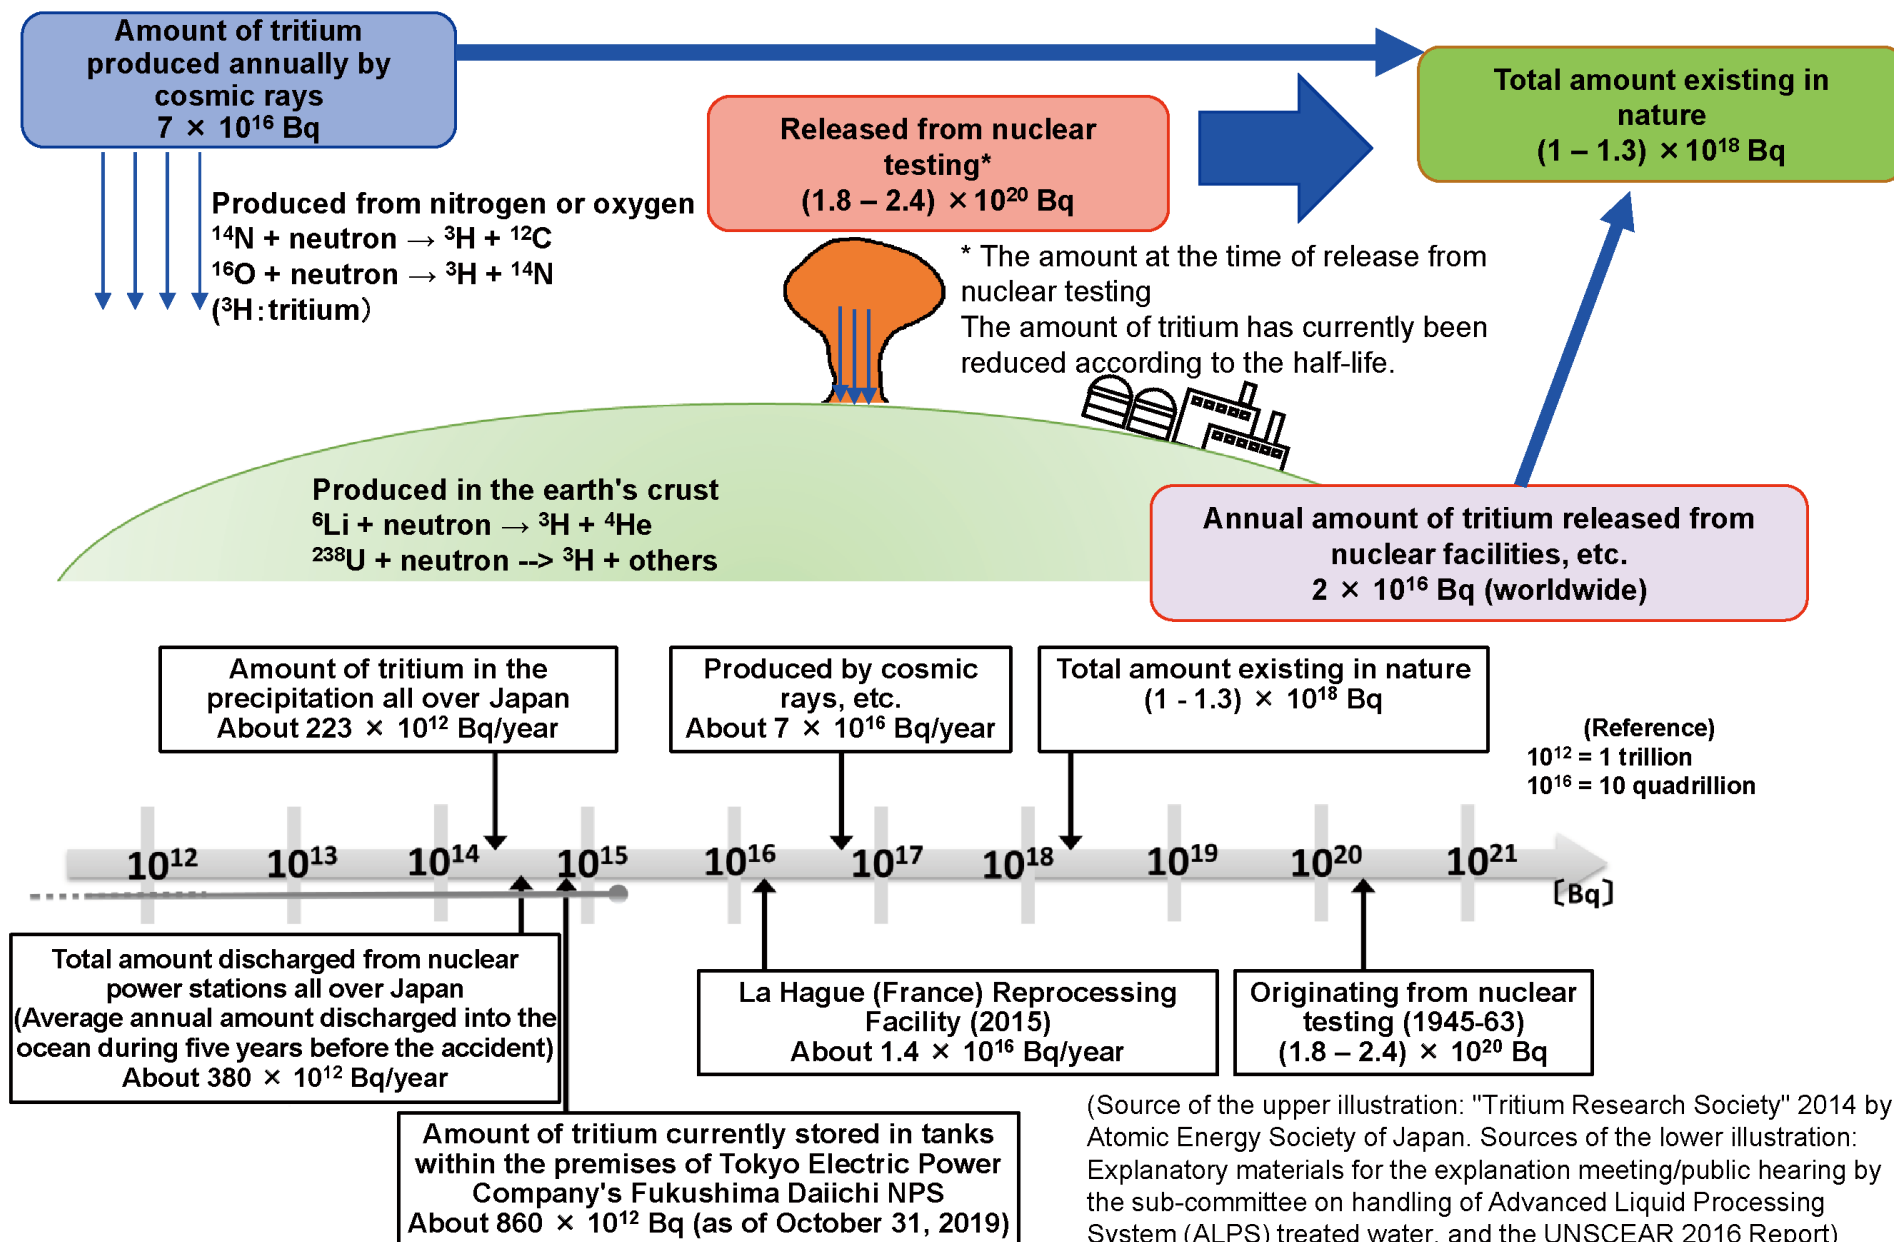 Amount of tritium
produced annually by
cosmic rays
7 × 10¹⁶ Bq
Total amount existing in
nature
(1 – 1.3) ×10¹⁸ Bq
Released from nuclear
testing*
(1.8 – 2.4) ×10²⁰ Bq
Produced from nitrogen or oxygen
¹⁴N + neutron → ³H + ¹²C
¹⁶O + neutron → ³H + ¹⁴N
(³H:tritium)
* The amount at the time of release from
nuclear testing
The amount of tritium has currently been
reduced according to the half-life.
Produced in the earth's crust
⁶Li + neutron → ³H + ⁴He
²³⁸U + neutron --> ³H + others
Annual amount of tritium released from
nuclear facilities, etc.
2 × 10¹⁶ Bq (worldwide)
Amount of tritium in the
precipitation all over Japan
About 223 × 10¹² Bq/year
Produced by cosmic
rays, etc.
About 7 × 10¹⁶ Bq/year
Total amount existing in nature
(1 - 1.3) × 10¹⁸ Bq
(Reference)
10¹² = 1 trillion
10¹⁶ = 10 quadrillion
10¹² 10¹³ 10¹⁴ 10¹⁵ 10¹⁶ 10¹⁷ 10¹⁸ 10¹⁹ 10²⁰ 10²¹
〔Bq〕
Total amount discharged from nuclear
power stations all over Japan
(Average annual amount discharged into the
ocean during five years before the accident)
About 380 × 10¹² Bq/year
La Hague (France) Reprocessing
Facility (2015)
About 1.4 × 10¹⁶ Bq/year
Originating from nuclear
testing (1945-63)
(1.8 – 2.4) × 10²⁰ Bq
Amount of tritium currently stored in tanks
within the premises of Tokyo Electric Power
Company's Fukushima Daiichi NPS
About 860 × 10¹² Bq (as of October 31, 2019)
(Source of the upper illustration: "Tritium Research Society" 2014 by
Atomic Energy Society of Japan. Sources of the lower illustration:
Explanatory materials for the explanation meeting/public hearing by
the sub-committee on handling of Advanced Liquid Processing
System (ALPS) treated water, and the UNSCEAR 2016 Report)